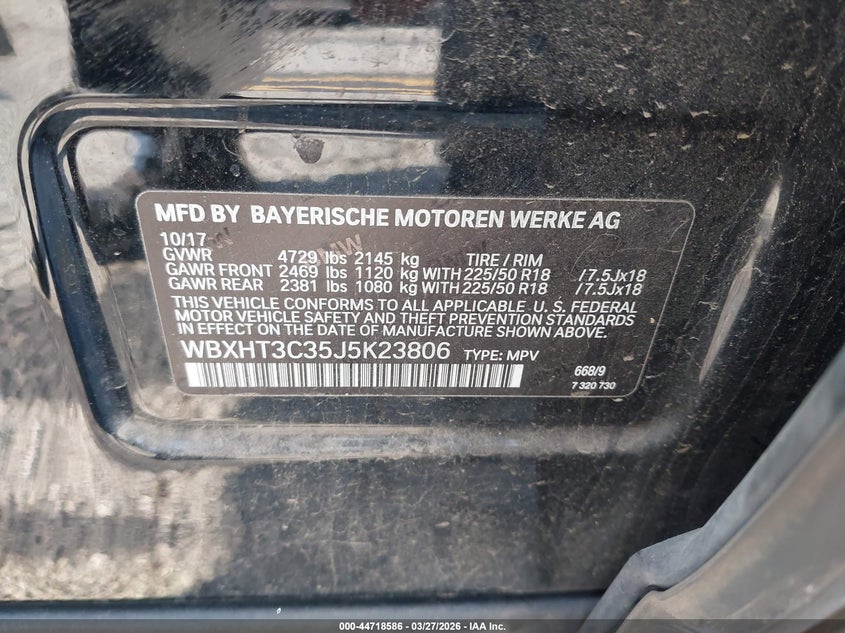 MFD BY BAYERISCHE MOTOREN WERKE AG
10/17
GVWR 4729 lbs 2145 kg TIRE / RIM
GAWR FRONT 2469 lbs 1120 kg WITH 225/50 R18 /7.5Jx18
GAWR REAR 2381 lbs 1080 kg WITH 225/50 R18 /7.5Jx18
THIS VEHICLE CONFORMS TO ALL APPLICABLE U. S. FEDERAL
MOTOR VEHICLE SAFETY AND THEFT PREVENTION STANDARDS
IN EFFECT ON THE DATE OF MANUFACTURE SHOWN ABOVE.
WBXHT3C35J5K23806 TYPE: MPV
668/9
7 320 730
000-44718586 - 03/27/2026 - IAA Inc.